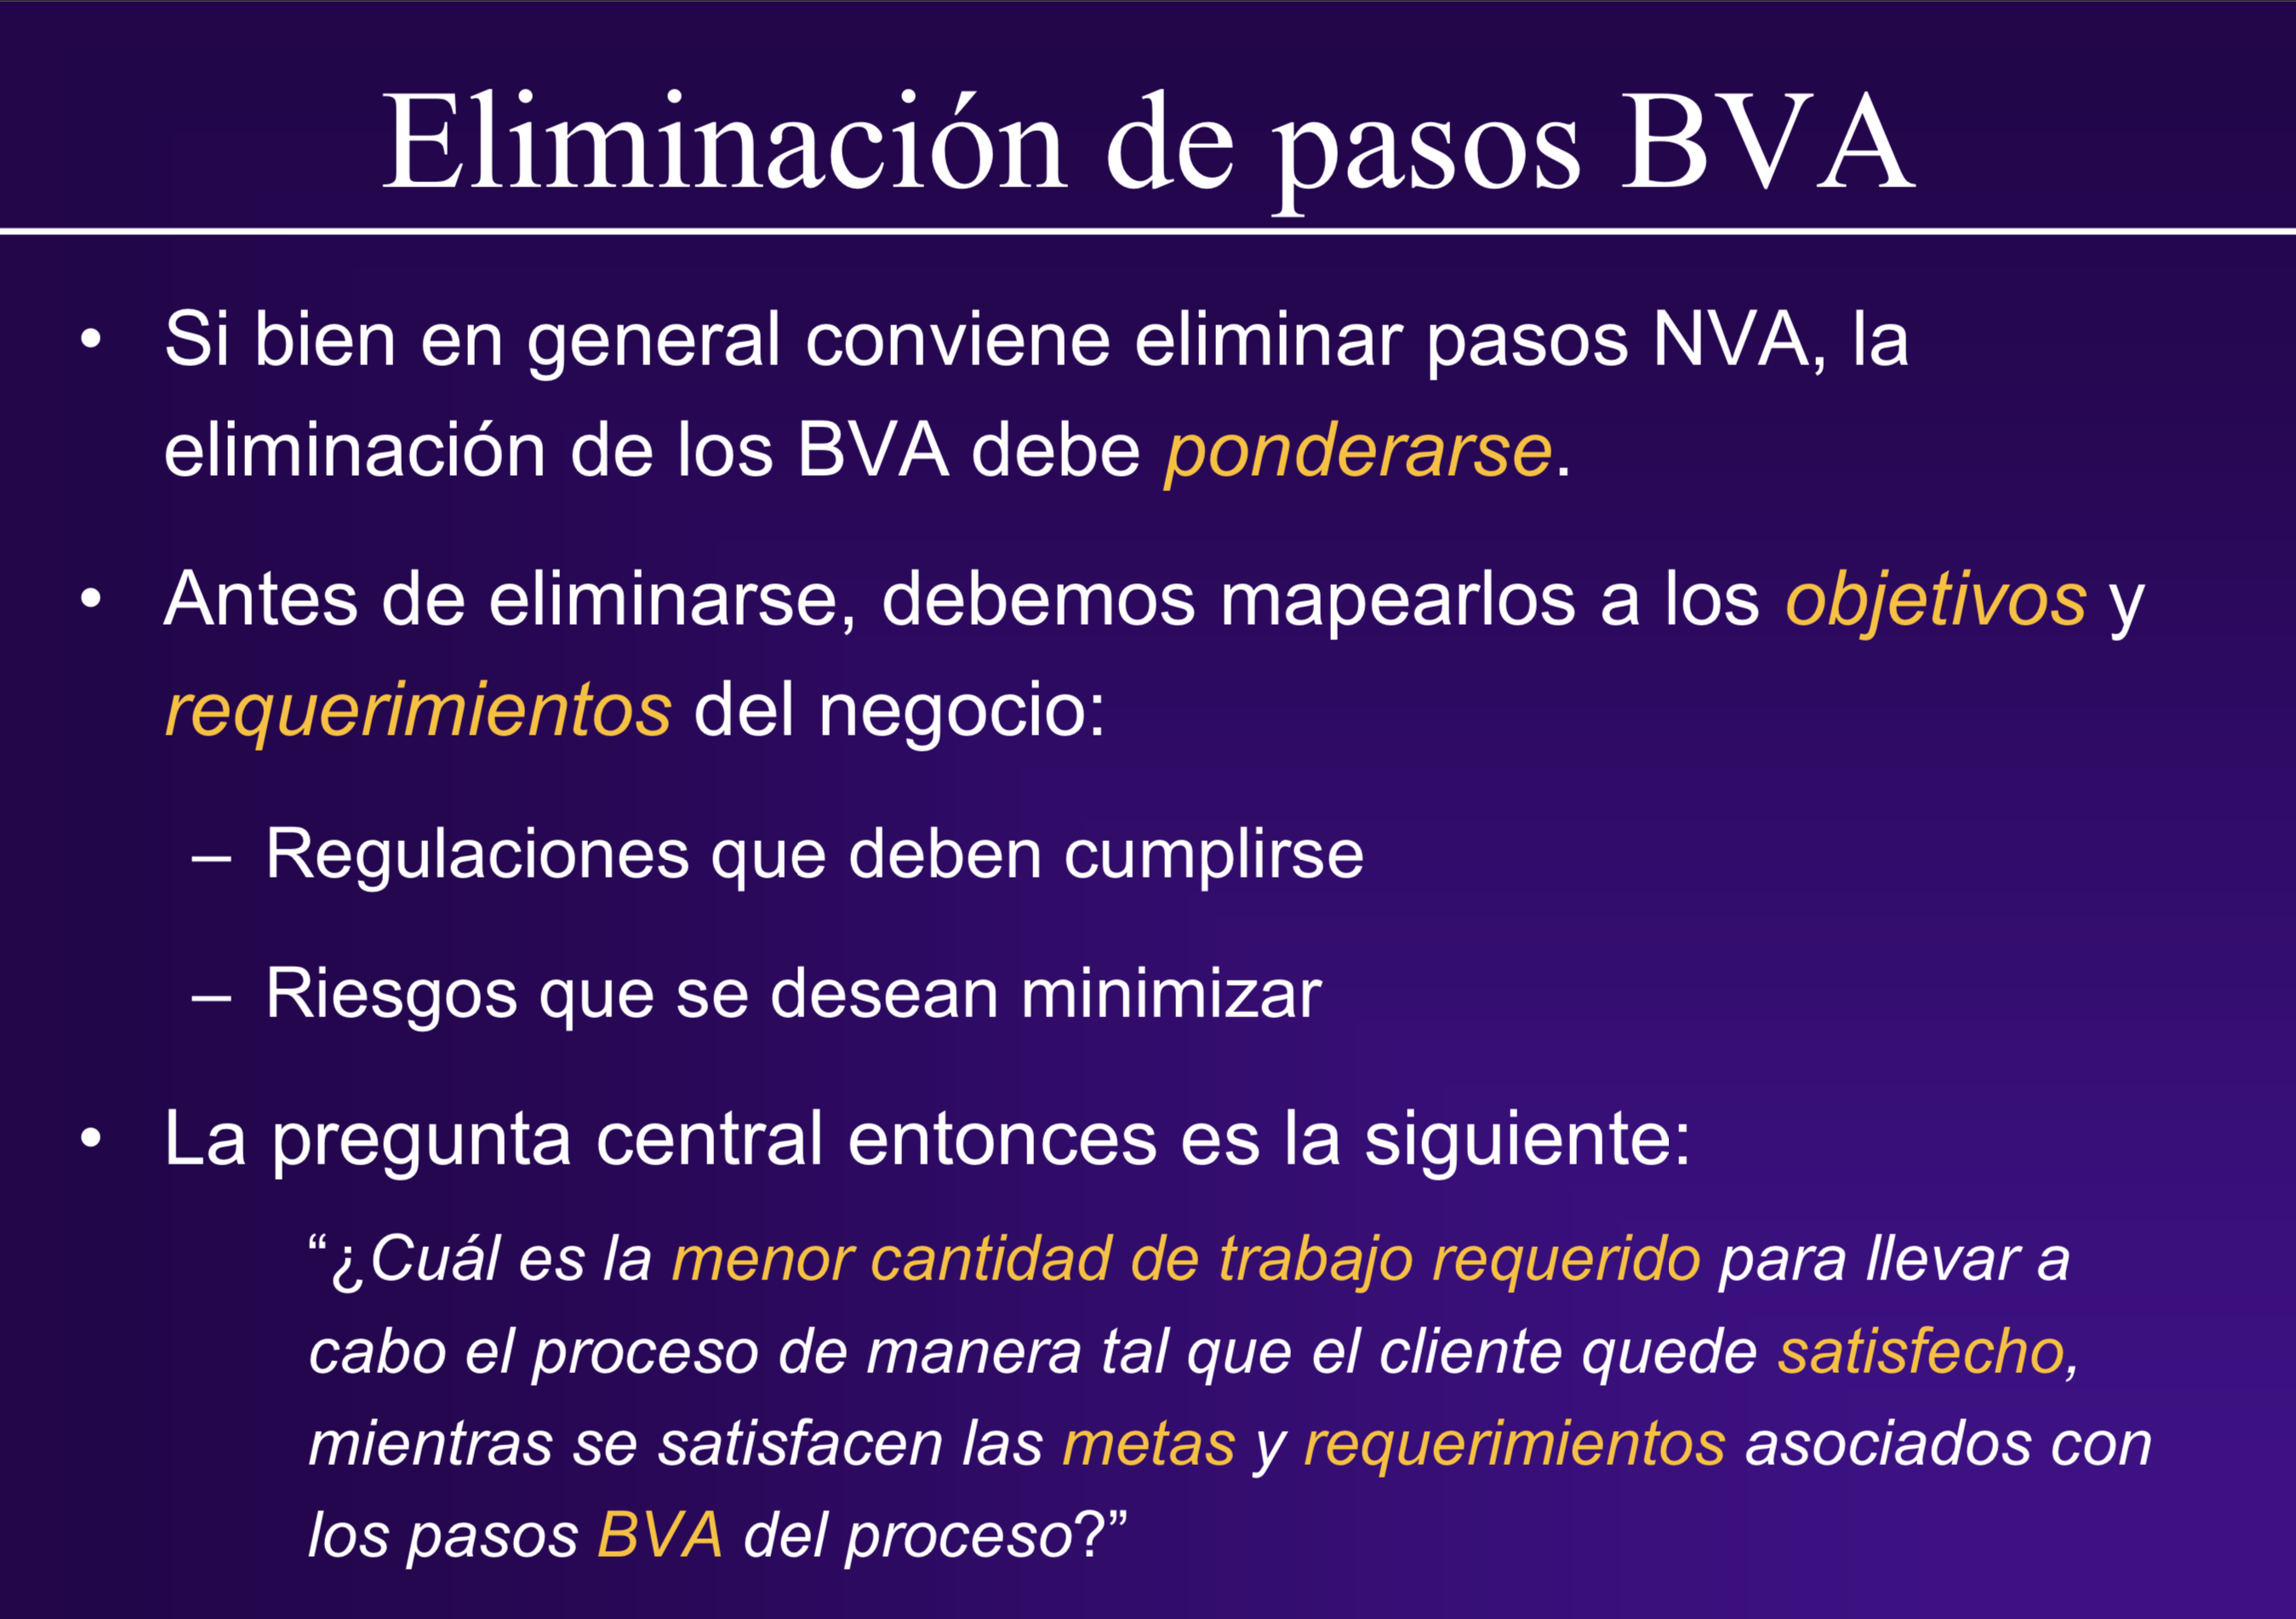 Eliminación de pasos BVA
• Si bien en general conviene eliminar pasos NVA, la
eliminación de los BVA debe ponderarse.
• Antes de eliminarse, debemos mapearlos a los objetivos y
requerimientos del negocio:
– Regulaciones que deben cumplirse
– Riesgos que se desean minimizar
• La pregunta central entonces es la siguiente:
“¿Cuál es la menor cantidad de trabajo requerido para llevar a
cabo el proceso de manera tal que el cliente quede satisfecho,
mientras se satisfacen las metas y requerimientos asociados con
los pasos BVA del proceso?”